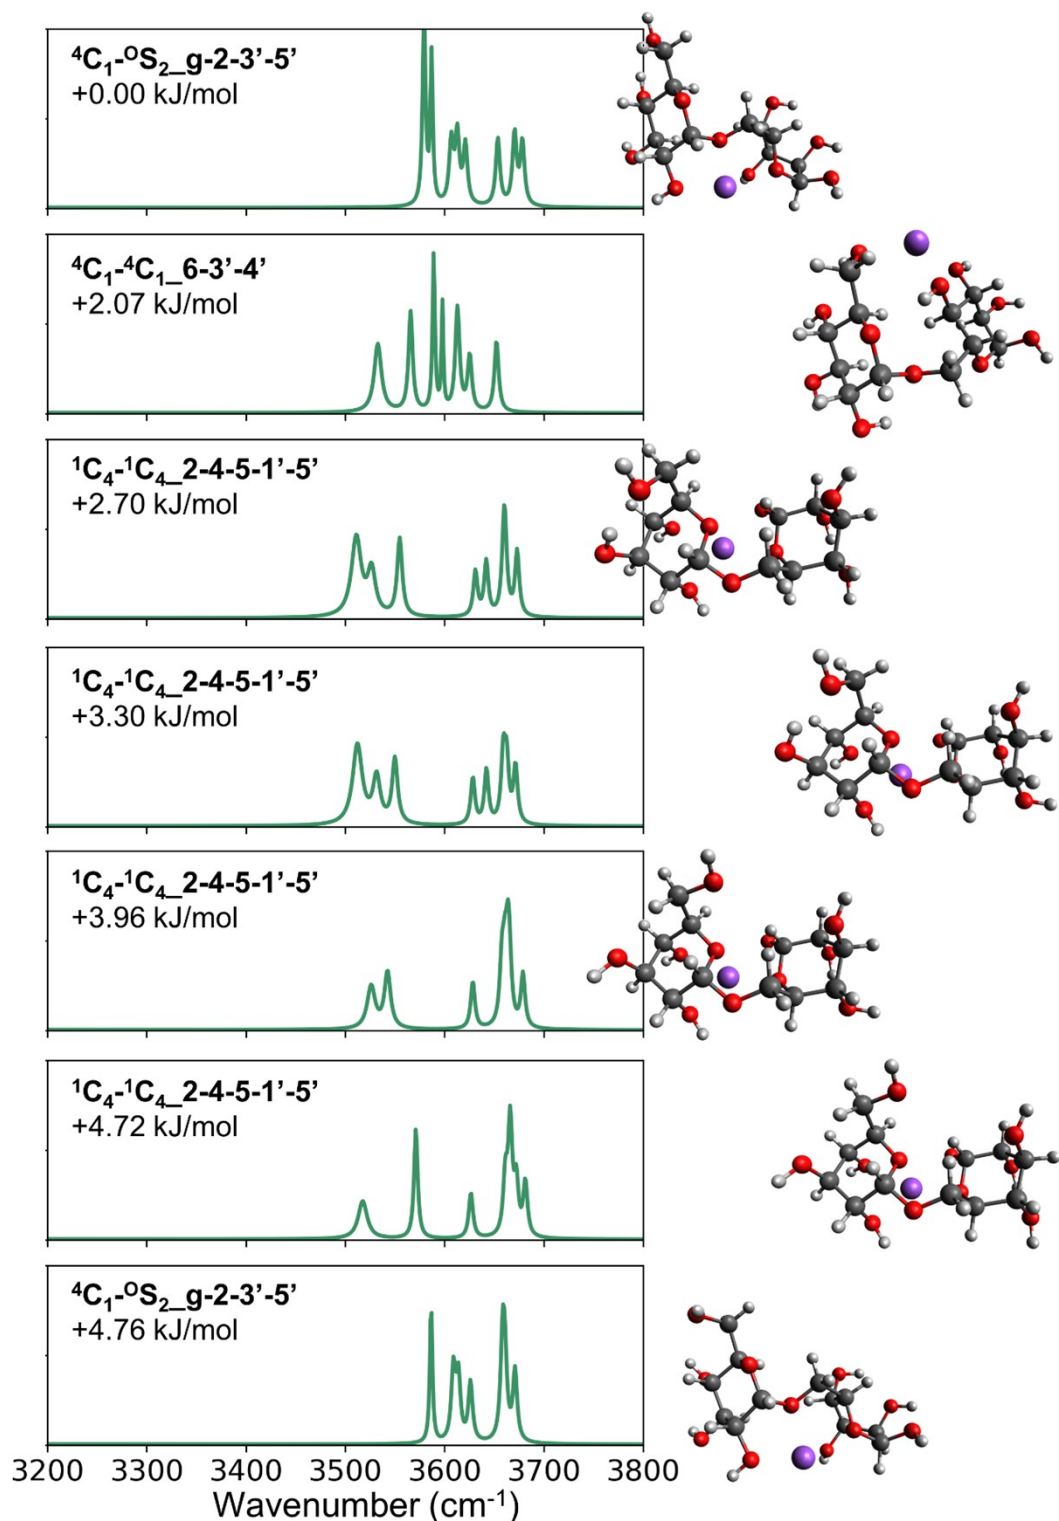 ⁴C₁-ᴼS₂_g-2-3’-5’
+0.00 kJ/mol
⁴C₁-⁴C₁_6-3’-4’
+2.07 kJ/mol
¹C₄-¹C₄_2-4-5-1’-5’
+2.70 kJ/mol
¹C₄-¹C₄_2-4-5-1’-5’
+3.30 kJ/mol
¹C₄-¹C₄_2-4-5-1’-5’
+3.96 kJ/mol
¹C₄-¹C₄_2-4-5-1’-5’
+4.72 kJ/mol
⁴C₁-ᴼS₂_g-2-3’-5’
+4.76 kJ/mol
3200 3300 3400 3500 3600 3700 3800
Wavenumber (cm⁻¹)